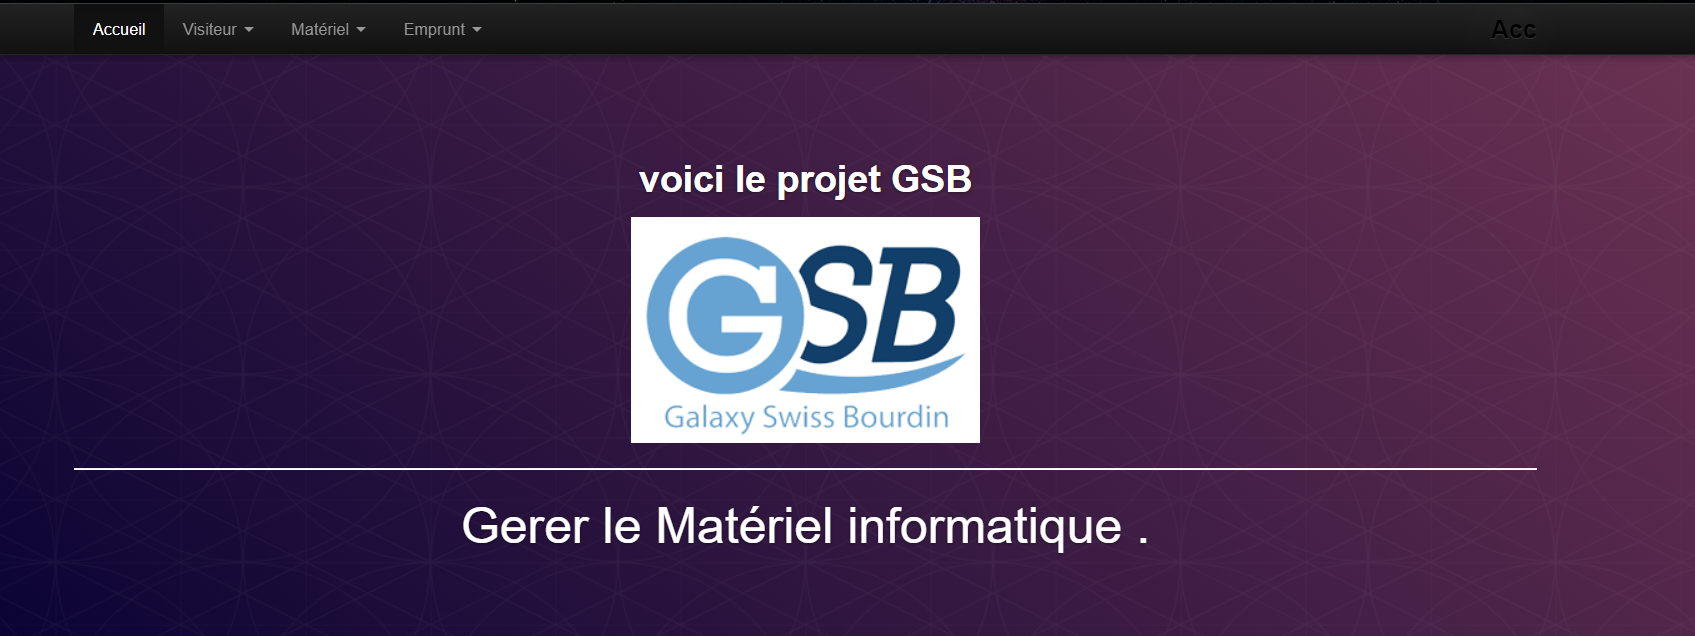 Accueil Visiteur Matériel Emprunt Acc
voici le projet GSB
GSB
Galaxy Swiss Bourdin
Gerer le Matériel informatique .